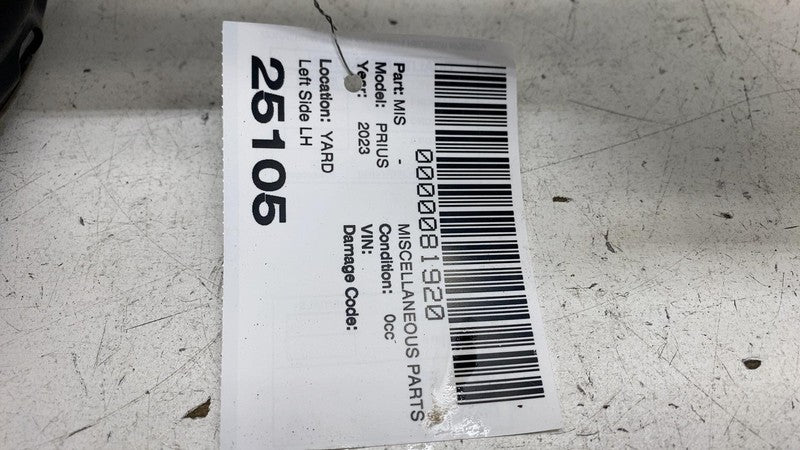 0000081920
Part: MIS - MISCELLANEOUS PARTS
Model: PRIUS Condition: 0cc
Year: 2023 VIN:
Damage Code:
Location: YARD
Left Side LH
25105